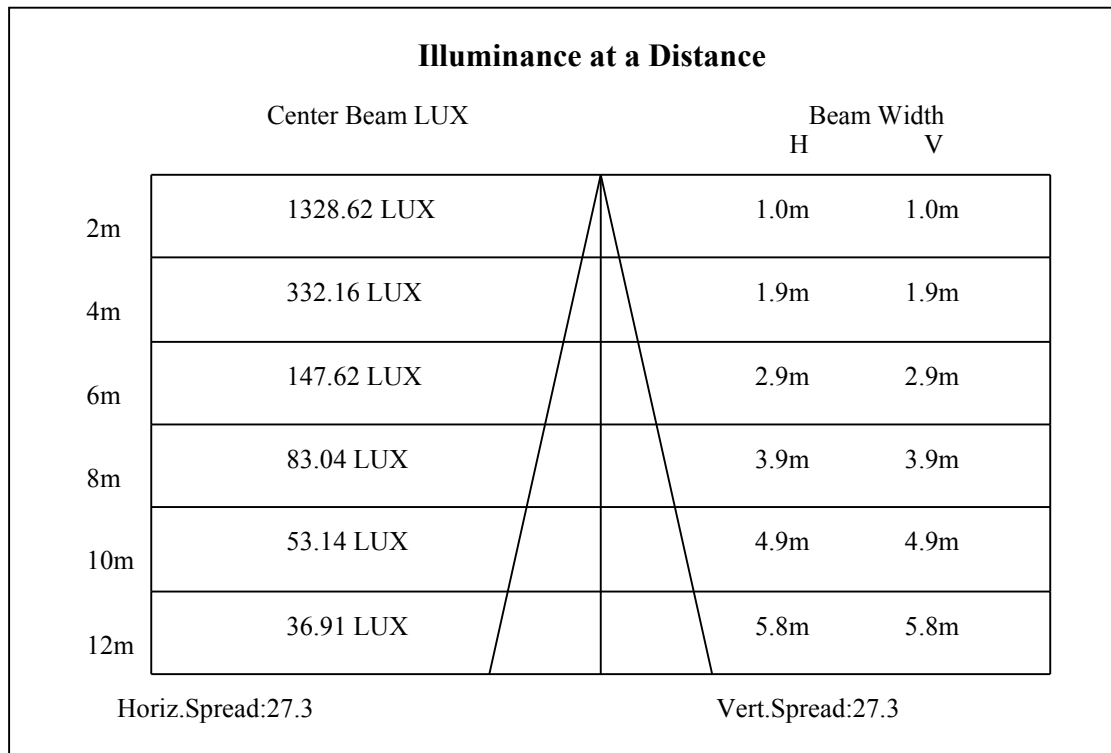 Illuminance at a Distance
Center Beam LUX Beam Width
H V
2m 1328.62 LUX 1.0m 1.0m
4m 332.16 LUX 1.9m 1.9m
6m 147.62 LUX 2.9m 2.9m
8m 83.04 LUX 3.9m 3.9m
10m 53.14 LUX 4.9m 4.9m
12m 36.91 LUX 5.8m 5.8m
Horiz.Spread:27.3 Vert.Spread:27.3